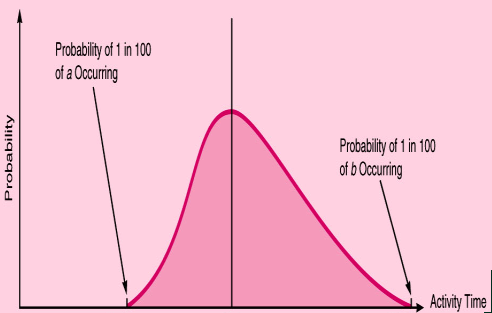 Probability of 1 in 100
of a Occurring
Probability of 1 in 100
of b Occurring
Probability
Activity Time